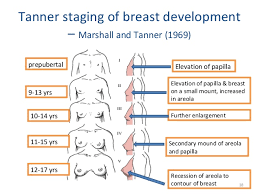 Tanner staging of breast development
– Marshall and Tanner (1969)
prepubertal
Elevation of papilla
9-13 yrs
Elevation of papilla & breast
on a small mount, increased
in areola
10-14 yrs
Further enlargement
11-15 yrs
Secondary mound of areola
and papilla
12-17 yrs
Recession of areola to
contour of breast